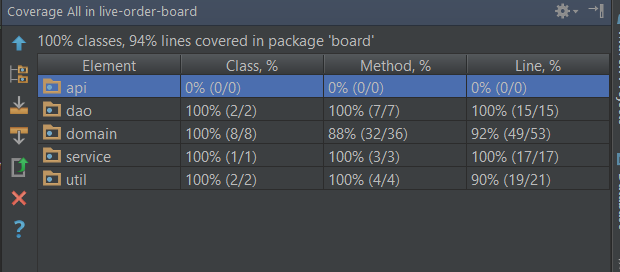 Coverage All in live-order-board
100% classes, 94% lines covered in package 'board'
Element Class, % Method, % Line, %
api 0% (0/0) 0% (0/0) 0% (0/0)
dao 100% (2/2) 100% (7/7) 100% (15/15)
domain 100% (8/8) 88% (32/36) 92% (49/53)
service 100% (1/1) 100% (3/3) 100% (17/17)
util 100% (2/2) 100% (4/4) 90% (19/21)